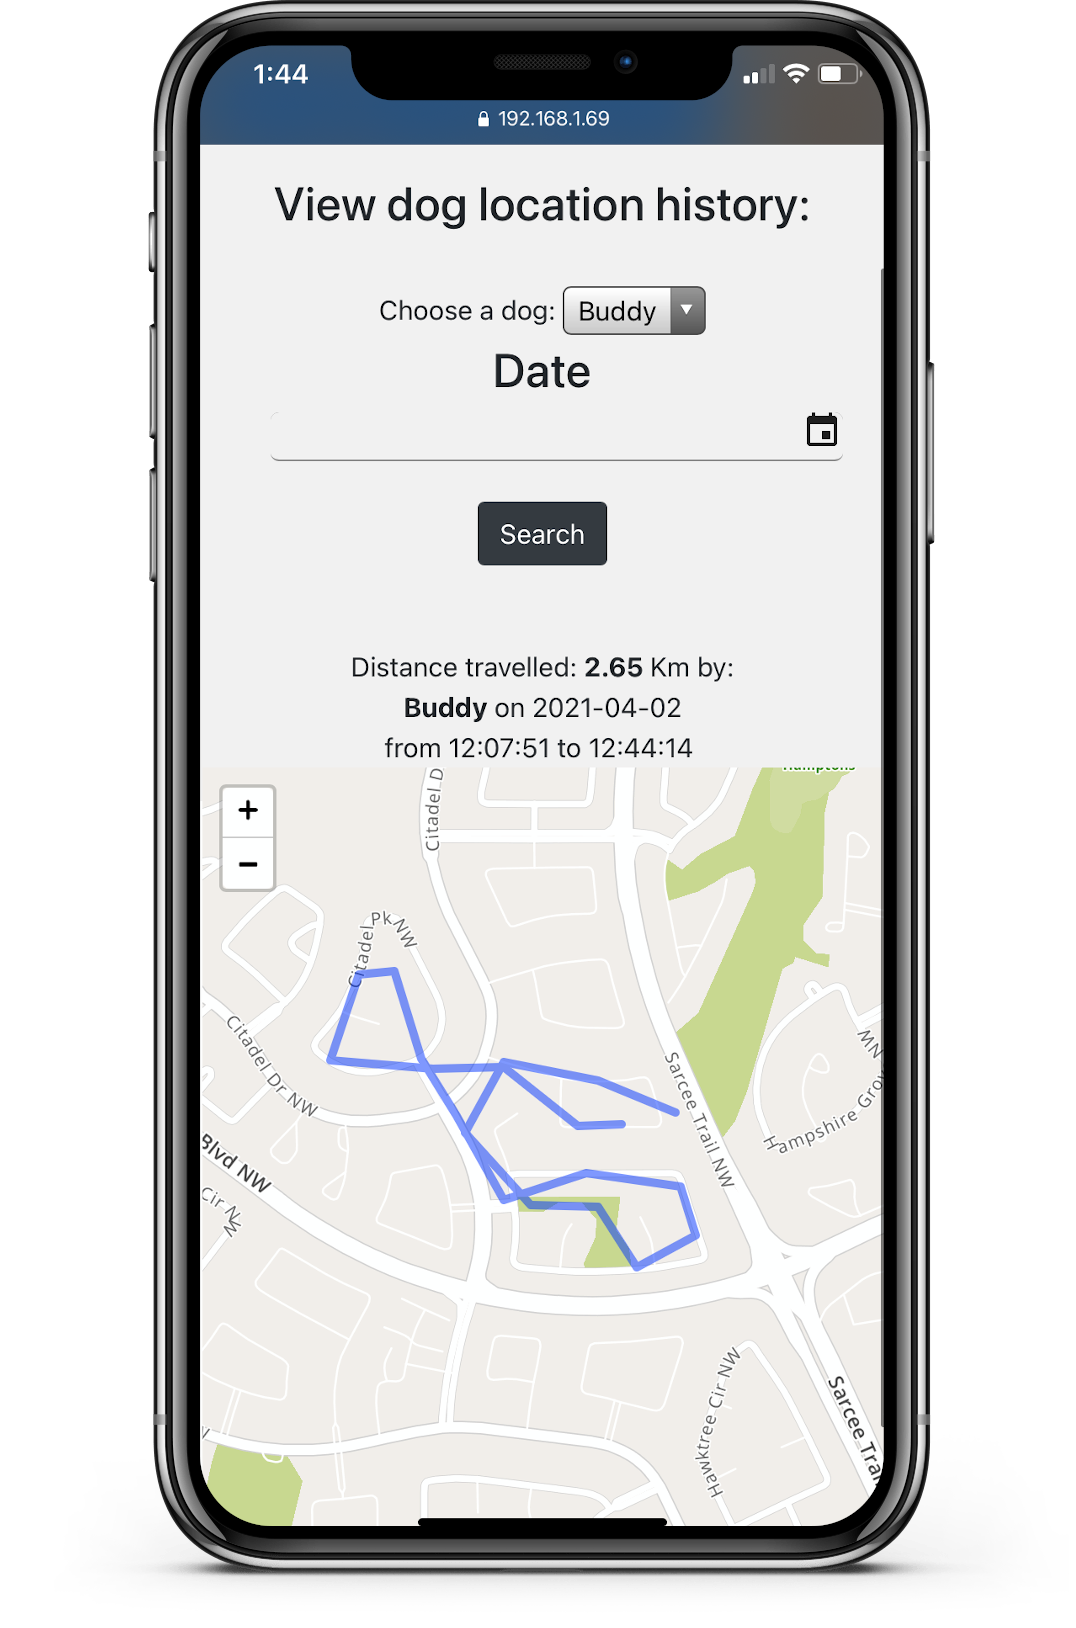 1:44
192.168.1.69
View dog location history:
Choose a dog: Buddy
Date
Search
Distance travelled: 2.65 Km by:
Buddy on 2021-04-02
from 12:07:51 to 12:44:14
Hamptons
+
−
Citadel D
Citadel Pk NW
Citadel Dr NW
Sarcee Trail NW
NW
Hampshire Grov
Blvd NW
Cir N
W
Hawktree Cir NW
Sarcee Trai